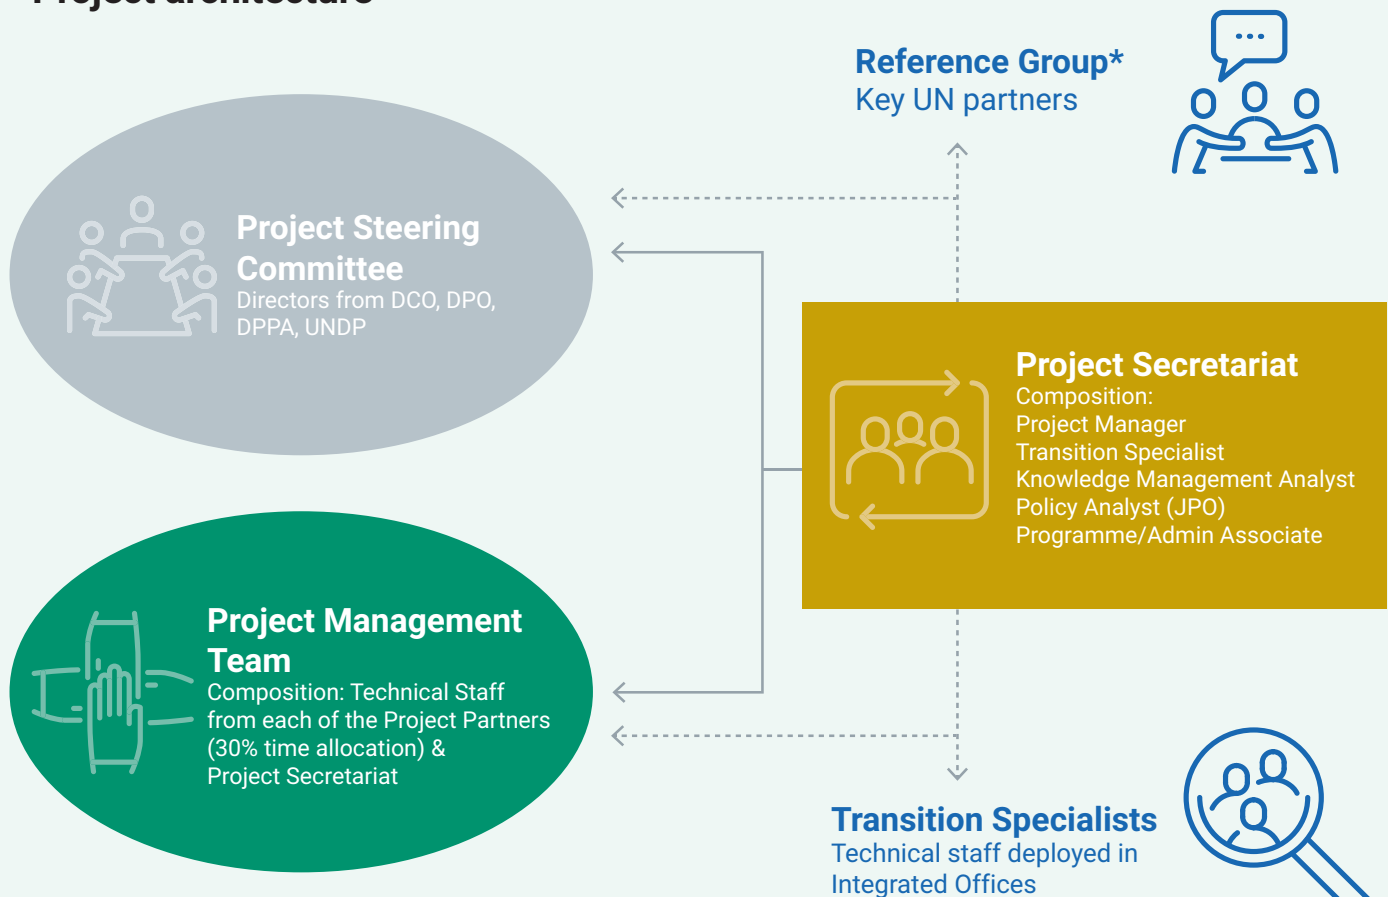 Project architecture
Reference Group*
Key UN partners
Project Steering
Committee
Directors from DCO, DPO,
DPPA, UNDP
Project Secretariat
Composition:
Project Manager
Transition Specialist
Knowledge Management Analyst
Policy Analyst (JPO)
Programme/Admin Associate
Project Management
Team
Composition: Technical Staff
from each of the Project Partners
(30% time allocation) &
Project Secretariat
Transition Specialists
Technical staff deployed in
Integrated Offices